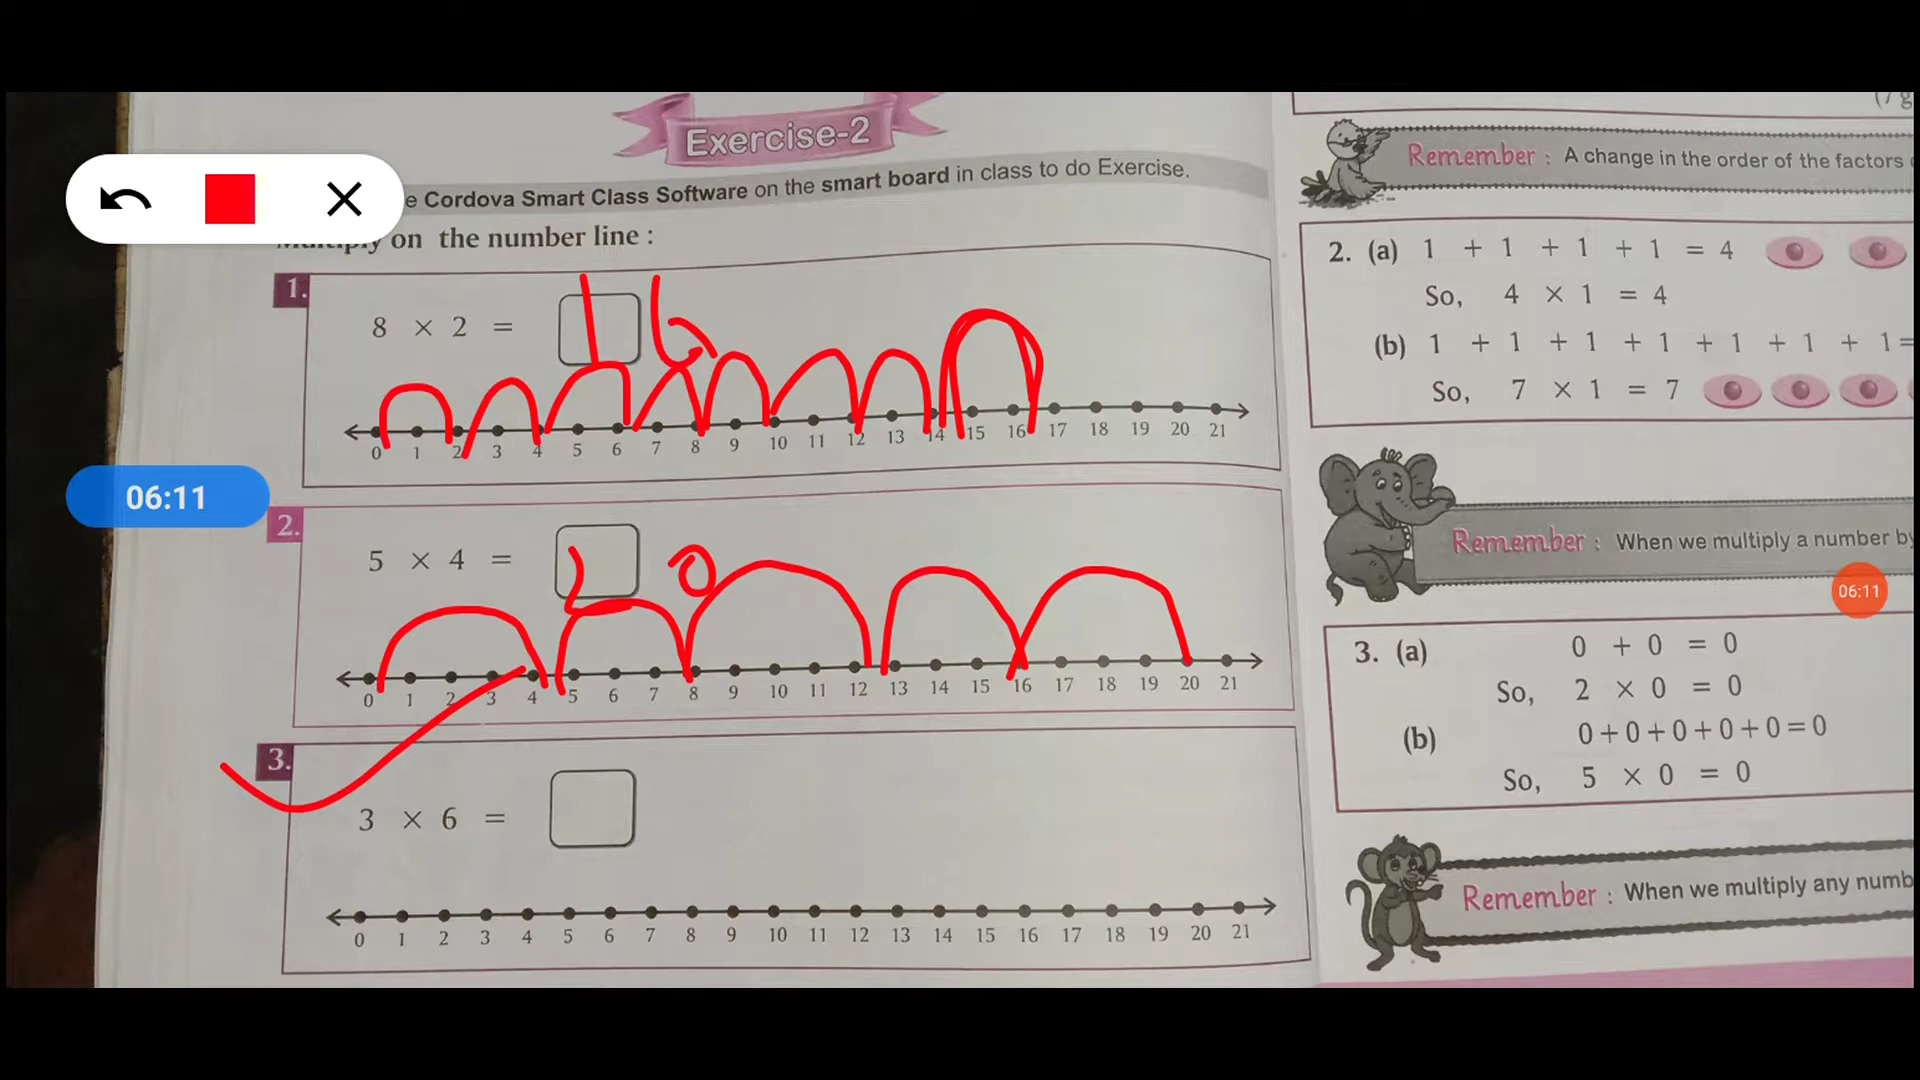 Exercise-2
e Cordova Smart Class Software on the smart board in class to do Exercise.
Multiply on the number line :
1.
8 × 2 = 16
0 1 2 3 4 5 6 7 8 9 10 11 12 13 14 15 16 17 18 19 20 21
06:11
2.
5 × 4 = 20
0 1 2 3 4 5 6 7 8 9 10 11 12 13 14 15 16 17 18 19 20 21
3.
3 × 6 =
0 1 2 3 4 5 6 7 8 9 10 11 12 13 14 15 16 17 18 19 20 21
Remember : A change in the order of the factors
2. (a) 1 + 1 + 1 + 1 = 4
So, 4 × 1 = 4
(b) 1 + 1 + 1 + 1 + 1 + 1 + 1 =
So, 7 × 1 = 7
Remember : When we multiply a number by
06:11
3. (a) 0 + 0 = 0
So, 2 × 0 = 0
(b) 0+0+0+0+0=0
So, 5 × 0 = 0
Remember : When we multiply any numb